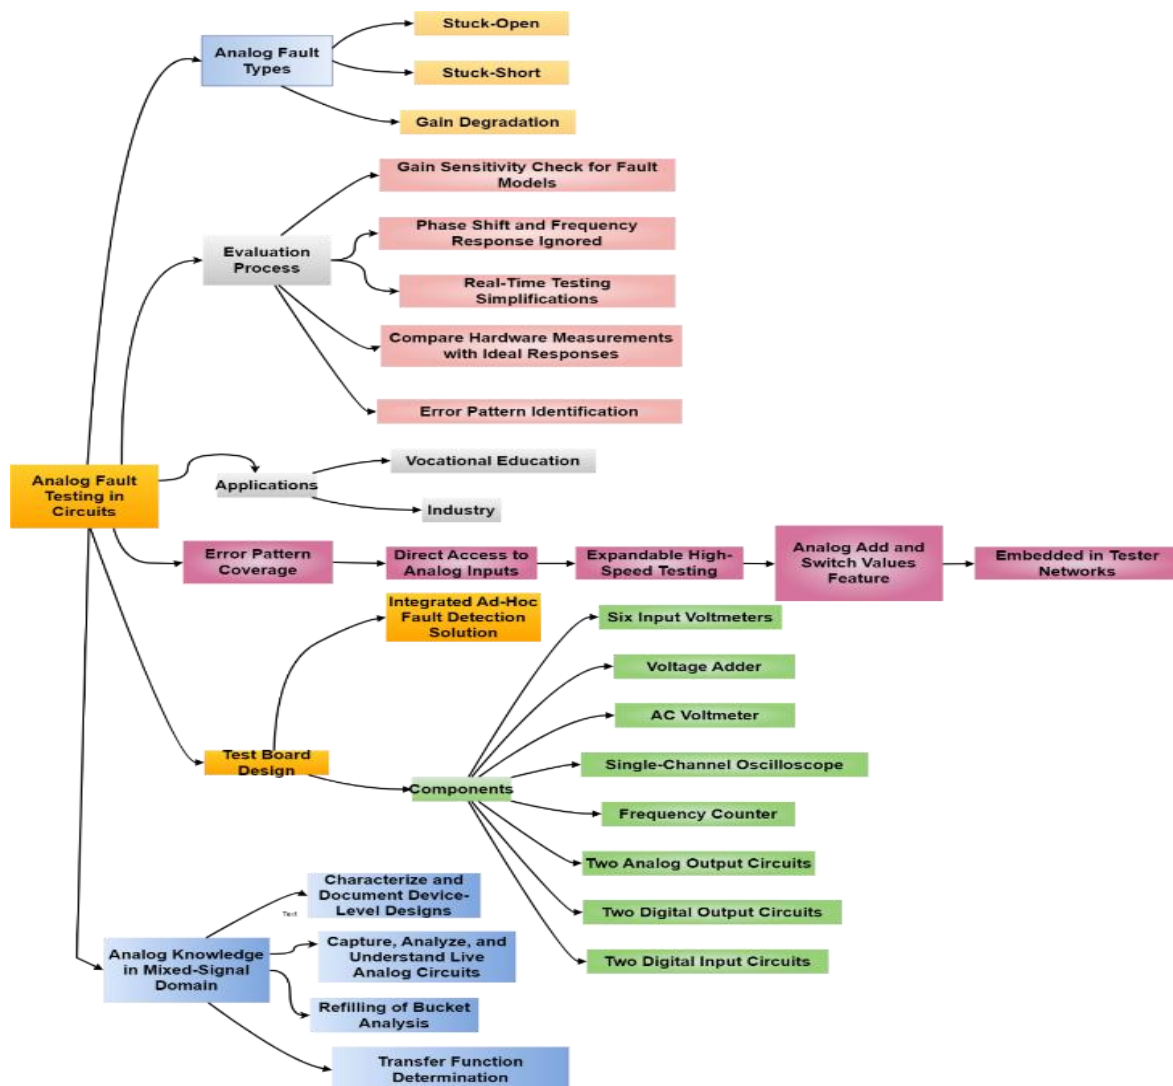 Stuck-Open
Analog Fault
Types
Stuck-Short
Gain Degradation
Gain Sensitivity Check for Fault
Models
Phase Shift and Frequency
Response Ignored
Evaluation
Process
Real-Time Testing
Simplifications
Compare Hardware Measurements
with Ideal Responses
Error Pattern Identification
Analog Fault
Testing in
Circuits
Vocational Education
Applications
Industry
Error Pattern
Coverage
Direct Access to
Analog Inputs
Expandable High-
Speed Testing
Analog Add and
Switch Values
Feature
Embedded in Tester
Networks
Integrated Ad-Hoc
Fault Detection
Solution
Six Input Voltmeters
Voltage Adder
AC Voltmeter
Test Board
Design
Components
Single-Channel Oscilloscope
Frequency Counter
Two Analog Output Circuits
Two Digital Output Circuits
Two Digital Input Circuits
Characterize and
Document Device-
Level Designs
Text
Analog Knowledge
in Mixed-Signal
Domain
Capture, Analyze, and
Understand Live
Analog Circuits
Refilling of Bucket
Analysis
Transfer Function
Determination